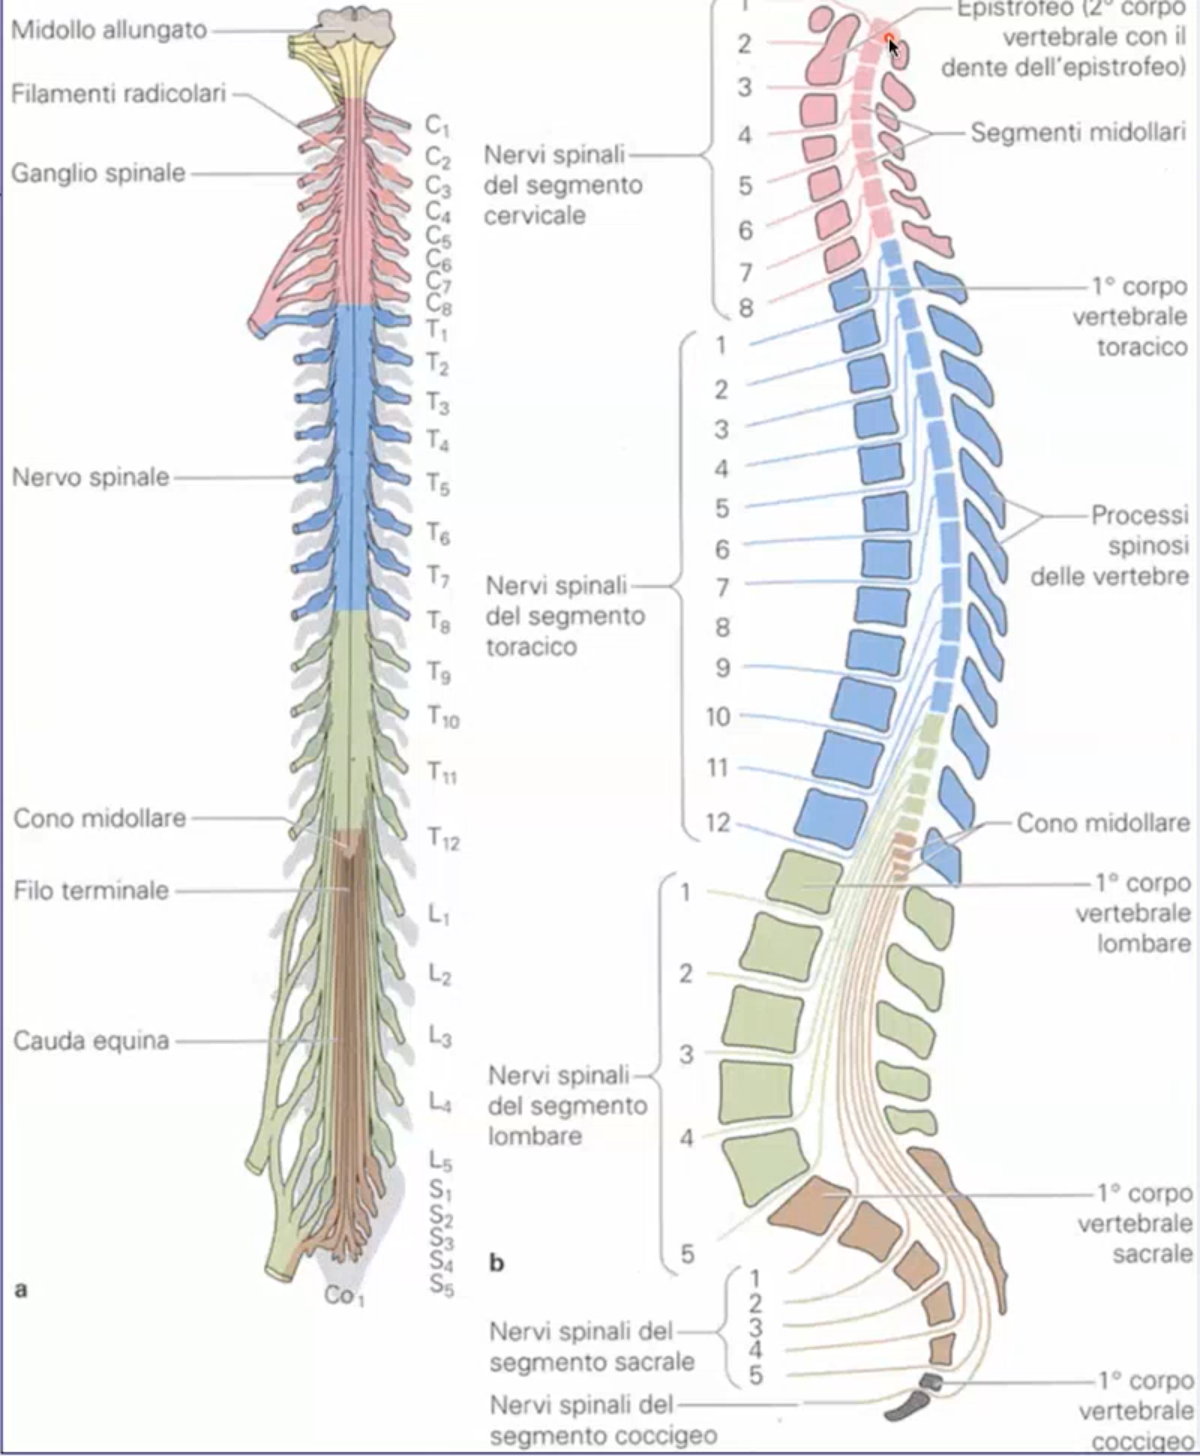 Midollo allungato
Filamenti radicolari
Ganglio spinale
Nervo spinale
Cono midollare
Filo terminale
Cauda equina
a
C1
C2
C3
C4
C5
C6
C7
C8
T1
T2
T3
T4
T5
T6
T7
T8
T9
T10
T11
T12
L1
L2
L3
L4
L5
S1
S2
S3
S4
S5
Co1
Nervi spinali
del segmento
cervicale
1
2
3
4
5
6
7
8
Nervi spinali
del segmento
toracico
1
2
3
4
5
6
7
8
9
10
11
12
Nervi spinali
del segmento
lombare
1
2
3
4
5
b
Nervi spinali del
segmento sacrale
1
2
3
4
5
Nervi spinali del
segmento coccigeo
Epistrofeo (2° corpo
vertebrale con il
dente dell'epistrofeo)
Segmenti midollari
1° corpo
vertebrale
toracico
Processi
spinosi
delle vertebre
Cono midollare
1° corpo
vertebrale
lombare
1° corpo
vertebrale
sacrale
1° corpo
vertebrale
coccigeo